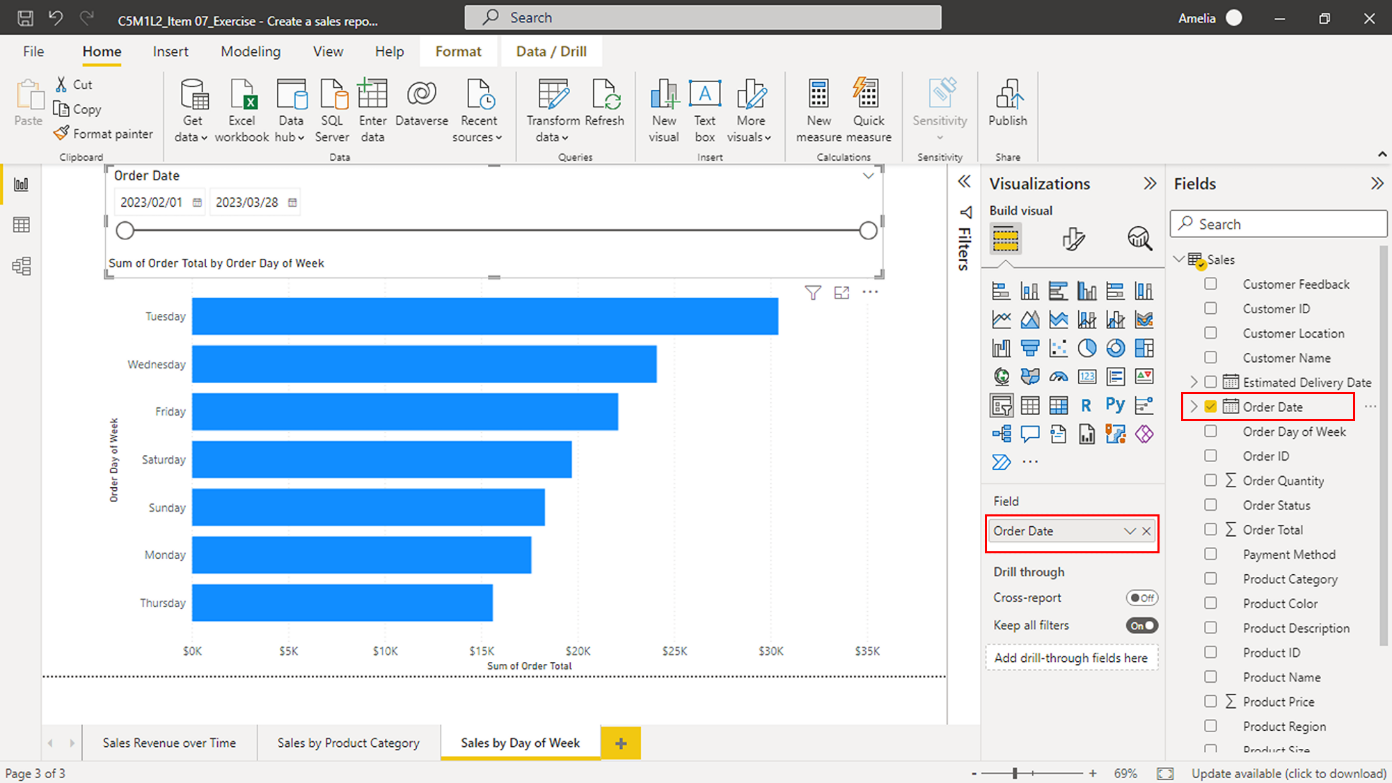 C5M1L2_Item 07_Exercise - Create a sales repo...
Search
Amelia
File Home Insert Modeling View Help Format Data / Drill
Paste
Cut
Copy
Format painter
Clipboard
Get data
Excel workbook
Data hub
SQL Server
Enter data
Dataverse
Recent sources
Data
Transform data
Refresh
Queries
New visual
Text box
More visuals
Insert
New measure
Quick measure
Calculations
Sensitivity
Sensitivity
Publish
Share
Order Date
2023/02/01 2023/03/28
Sum of Order Total by Order Day of Week
Order Day of Week
Tuesday
Wednesday
Friday
Saturday
Sunday
Monday
Thursday
$0K $5K $10K $15K $20K $25K $30K $35K
Sum of Order Total
Filters
Visualizations
Build visual
123
R
Py
Field
Order Date
Drill through
Cross-report Off
Keep all filters On
Add drill-through fields here
Fields
Search
Sales
Customer Feedback
Customer ID
Customer Location
Customer Name
Estimated Delivery Date
Order Date
Order Day of Week
Order ID
Order Quantity
Order Status
Order Total
Payment Method
Product Category
Product Color
Product Description
Product ID
Product Name
Product Price
Product Region
Product Size
Sales Revenue over Time Sales by Product Category Sales by Day of Week
Page 3 of 3
69%
Update available (click to download)